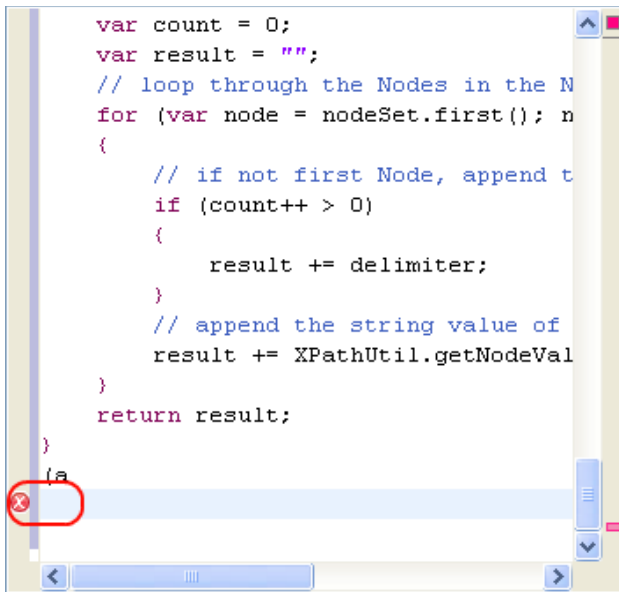 var count = 0;
var result = "";
// loop through the Nodes in the N
for (var node = nodeSet.first(); n
{
// if not first Node, append t
if (count++ > 0)
{
result += delimiter;
}
// append the string value of
result += XPathUtil.getNodeVal
}
return result;
}
(a